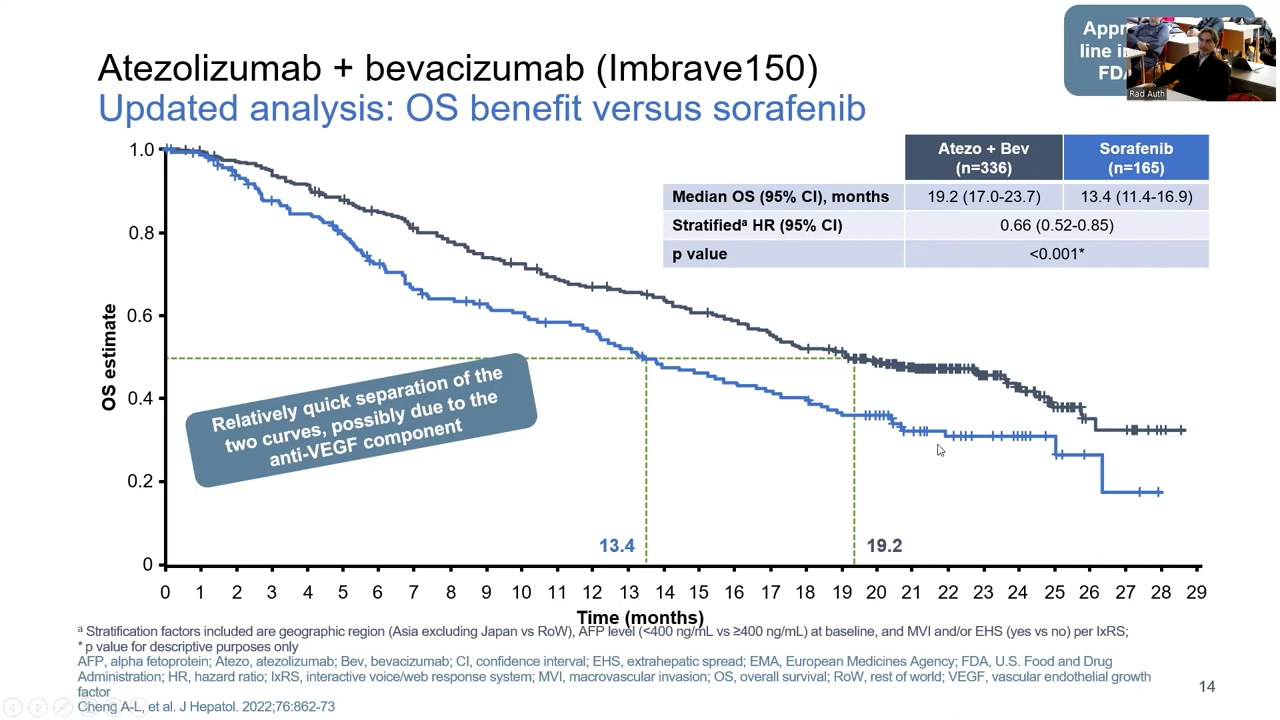 Appr
line i
FD
Rad Auth
Atezolizumab + bevacizumab (Imbrave150)
Updated analysis: OS benefit versus sorafenib
Atezo + Bev
(n=336)
Sorafenib
(n=165)
Median OS (95% CI), months
19.2 (17.0-23.7)
13.4 (11.4-16.9)
Stratifiedᵃ HR (95% CI)
0.66 (0.52-0.85)
p value
<0.001*
OS estimate
1.0
0.8
0.6
0.4
0.2
0
Relatively quick separation of the
two curves, possibly due to the
anti-VEGF component
13.4
19.2
0 1 2 3 4 5 6 7 8 9 10 11 12 13 14 15 16 17 18 19 20 21 22 23 24 25 26 27 28 29
Time (months)
ᵃ Stratification factors included are geographic region (Asia excluding Japan vs RoW), AFP level (<400 ng/mL vs ≥400 ng/mL) at baseline, and MVI and/or EHS (yes vs no) per IxRS;
* p value for descriptive purposes only
AFP, alpha fetoprotein; Atezo, atezolizumab; Bev, bevacizumab; CI, confidence interval; EHS, extrahepatic spread; EMA, European Medicines Agency; FDA, U.S. Food and Drug
Administration; HR, hazard ratio; IxRS, interactive voice/web response system; MVI, macrovascular invasion; OS, overall survival; RoW, rest of world; VEGF, vascular endothelial growth
factor
Cheng A-L, et al. J Hepatol. 2022;76:862-73
14